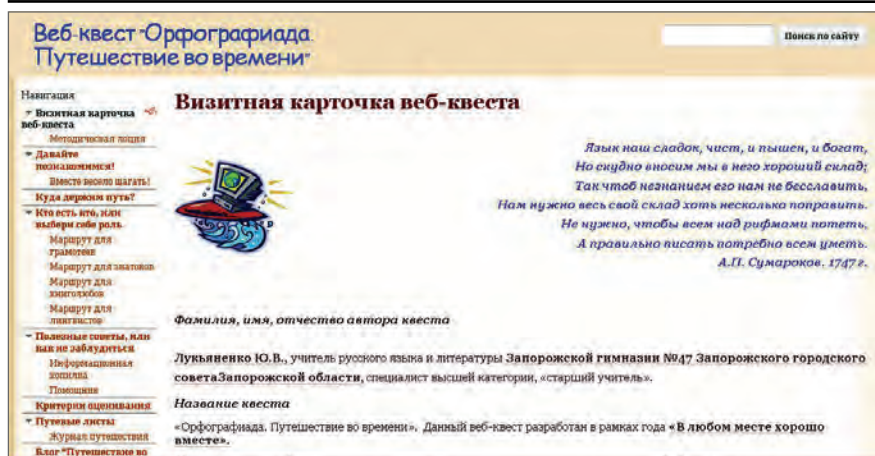 Веб-квест "Орфографиада.
Путешествие во времени"
Поиск по сайту
Навигация
Визитная карточка
веб-квеста
Методическая лоция
Давайте
познакомимся!
Вместе весело шагать!
Куда держим путь?
Кто есть кто, или
выбери себе роль
Маршрут для
грамотеев
Маршрут для знатоков
Маршрут для
книголюбов
Маршрут для
лингвистов
Полезные советы, или
как не заблудиться
Информационная
копилка
Помощник
Критерии оценивания
Путевые листы
Журнал путешествия
Блог "Путешествие во
Визитная карточка веб-квеста
Язык наш сладок, чист, и пышен, и богат,
Но скудно вносим мы в него хороший склад;
Так чтоб незнанием его нам не бесславить,
Нам нужно весь свой склад хоть несколько поправить.
Не нужно, чтобы всем над рифмами потеть,
А правильно писать потребно всем уметь.
А.П. Сумароков. 1747 г.
Фамилия, имя, отчество автора квеста
Лукьяненко Ю.В., учитель русского языка и литературы Запорожской гимназии №47 Запорожского городского
советаЗапорожской области, специалист высшей категории, «старший учитель».
Название квеста
«Орфографиада. Путешествие во времени». Данный веб-квест разработан в рамках года «В любом месте хорошо
вместе».